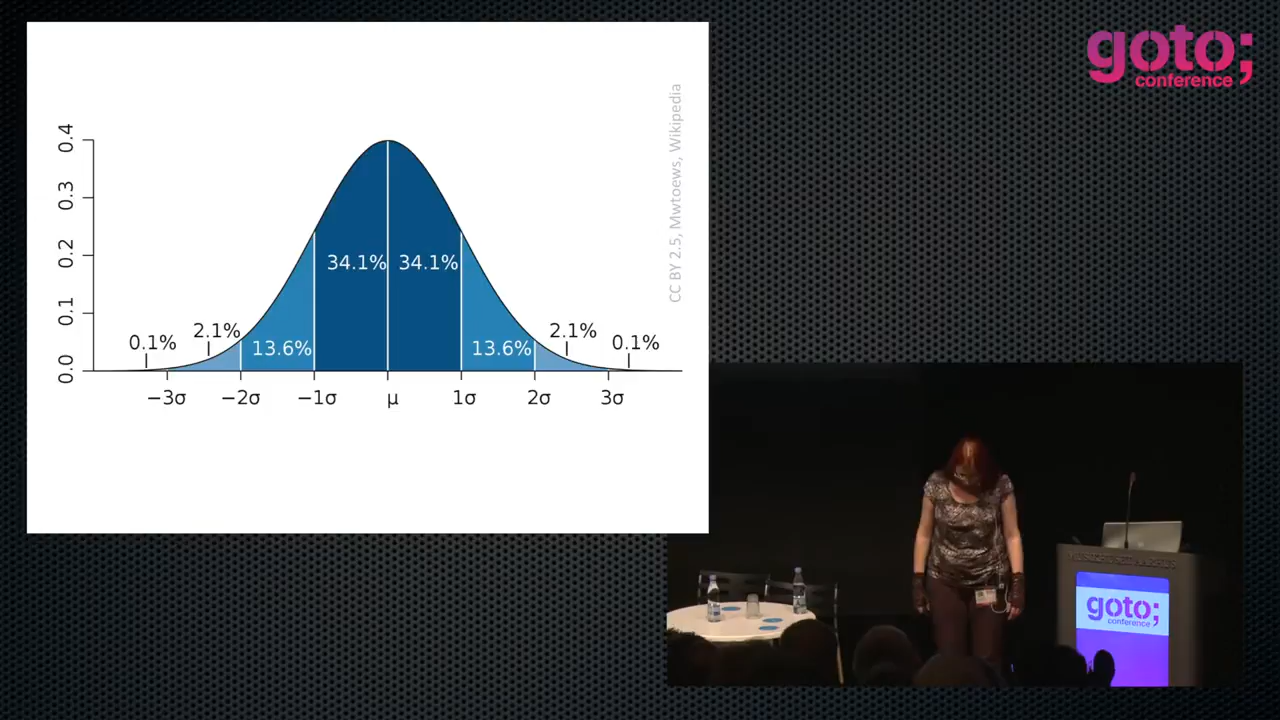 goto;
conference
CC BY 2.5, Mwtoews, Wikipedia
0.4
0.3
0.2
0.1
0.0
34.1% 34.1%
0.1% 2.1% 13.6% 13.6% 2.1% 0.1%
−3σ −2σ −1σ µ 1σ 2σ 3σ
goto;
conference